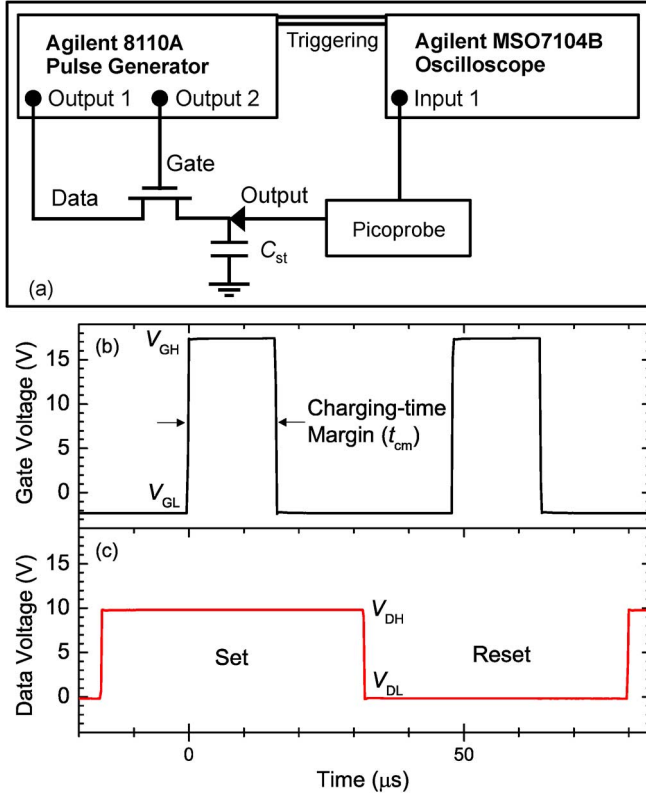 Agilent 8110A
Pulse Generator
Triggering
Agilent MSO7104B
Oscilloscope
Output 1
Output 2
Input 1
Gate
Data
Output
Picoprobe
Cst
(a)
(b)
VGH
VGL
Charging-time
Margin (tcm)
15
10
5
0
Gate Voltage (V)
(c)
VDH
VDL
Set
Reset
15
10
5
0
Data Voltage (V)
0
50
Time (μs)